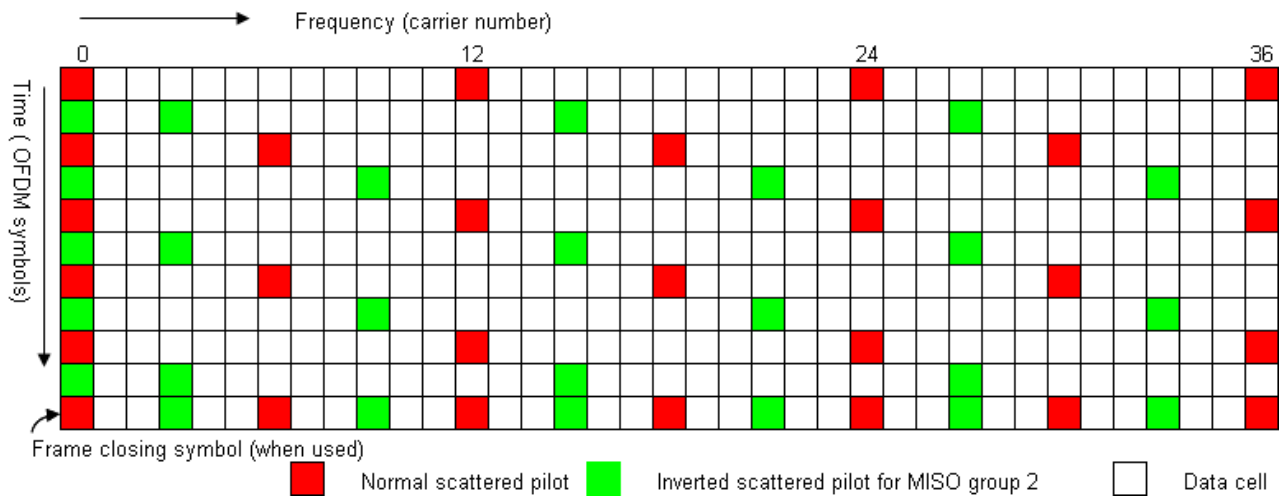 Frequency (carrier number)
0 12 24 36
Time ( OFDM symbols)
Frame closing symbol (when used)
Normal scattered pilot
Inverted scattered pilot for MISO group 2
Data cell